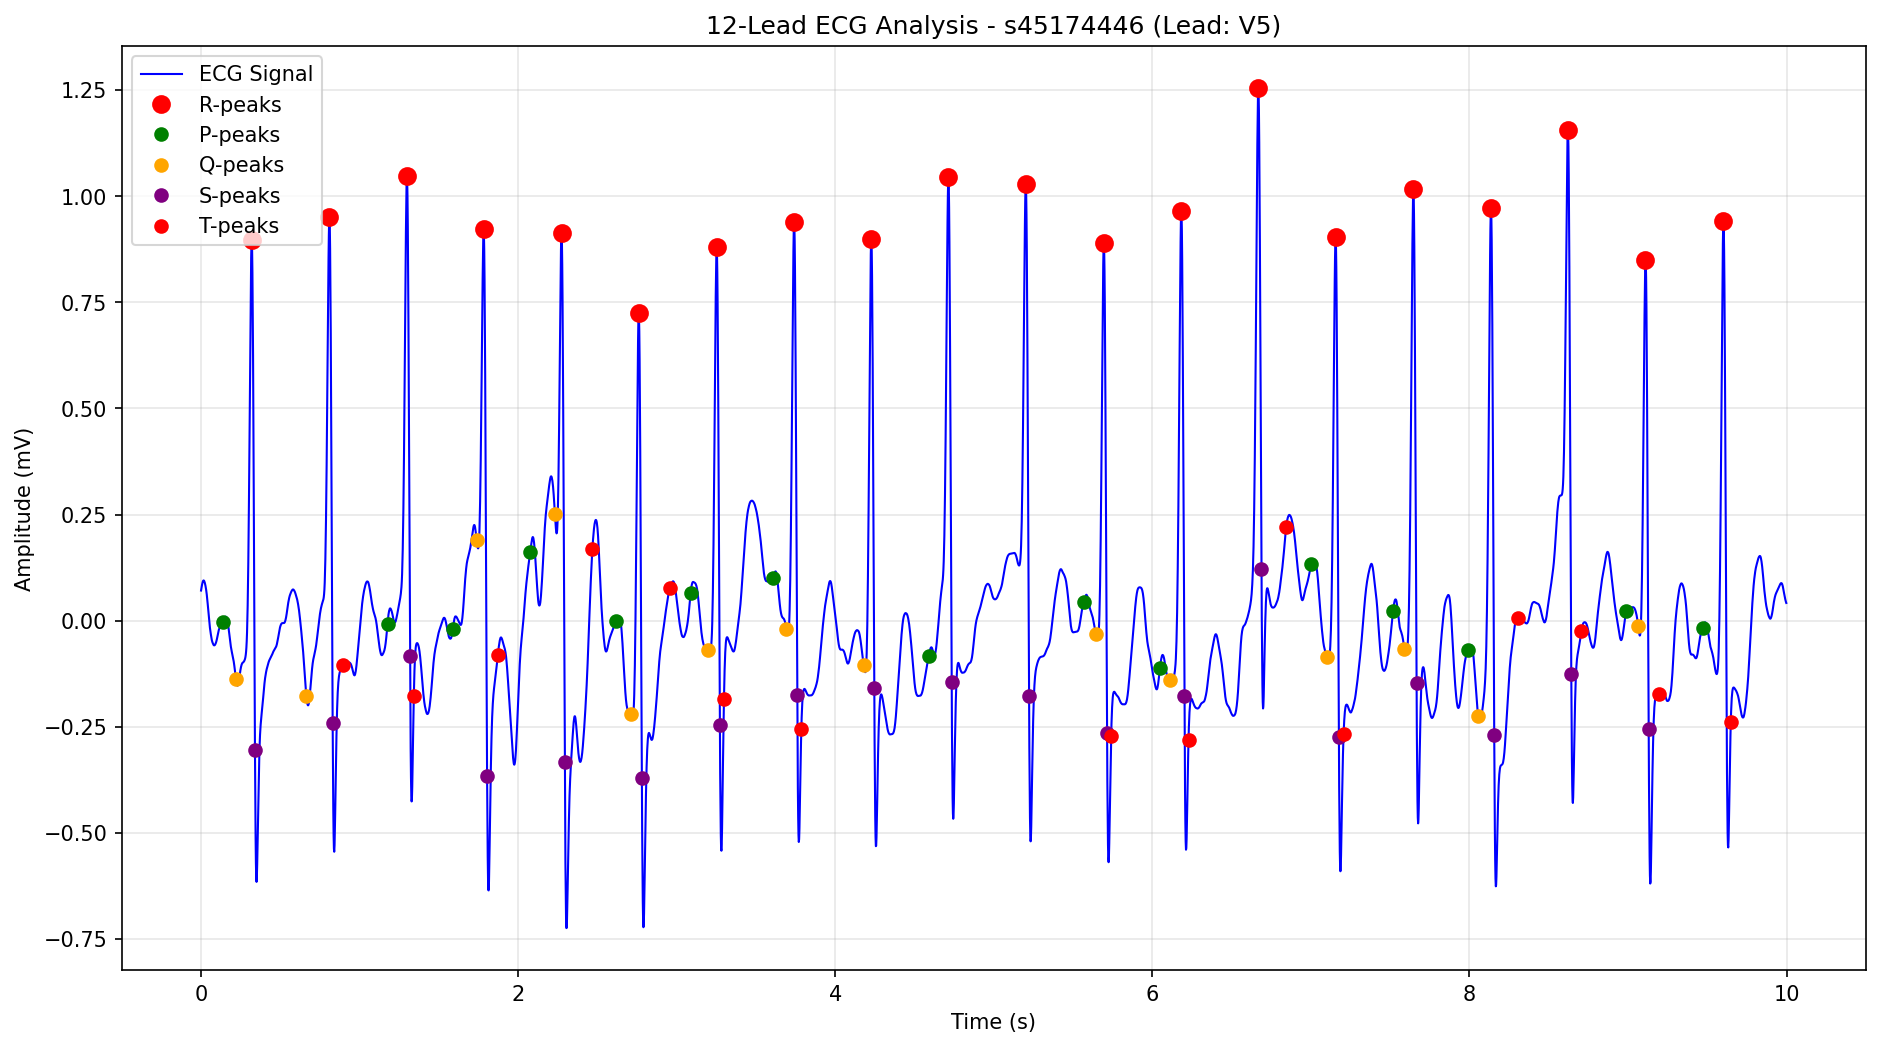 12-Lead ECG Analysis - s45174446 (Lead: V5)
ECG Signal
R-peaks
P-peaks
Q-peaks
S-peaks
T-peaks
Amplitude (mV)
1.25
1.00
0.75
0.50
0.25
0.00
−0.25
−0.50
−0.75
0 2 4 6 8 10
Time (s)